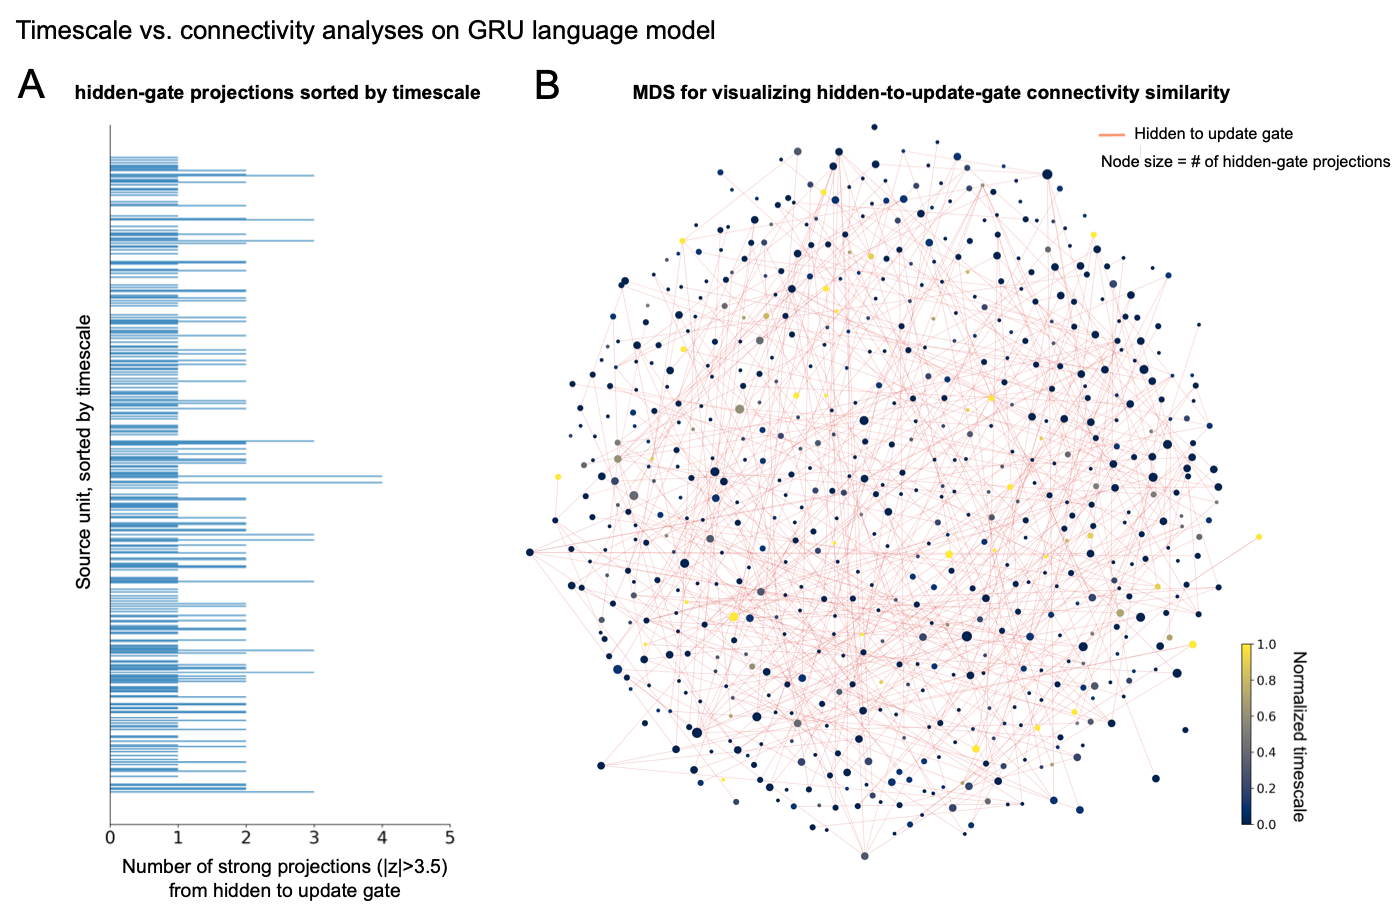 Timescale vs. connectivity analyses on GRU language model
A
hidden-gate projections sorted by timescale
Source unit, sorted by timescale
0 1 2 3 4 5
Number of strong projections (|z|>3.5)
from hidden to update gate
B
MDS for visualizing hidden-to-update-gate connectivity similarity
Hidden to update gate
Node size = # of hidden-gate projections
1.0
0.8
0.6
0.4
0.2
0.0
Normalized timescale